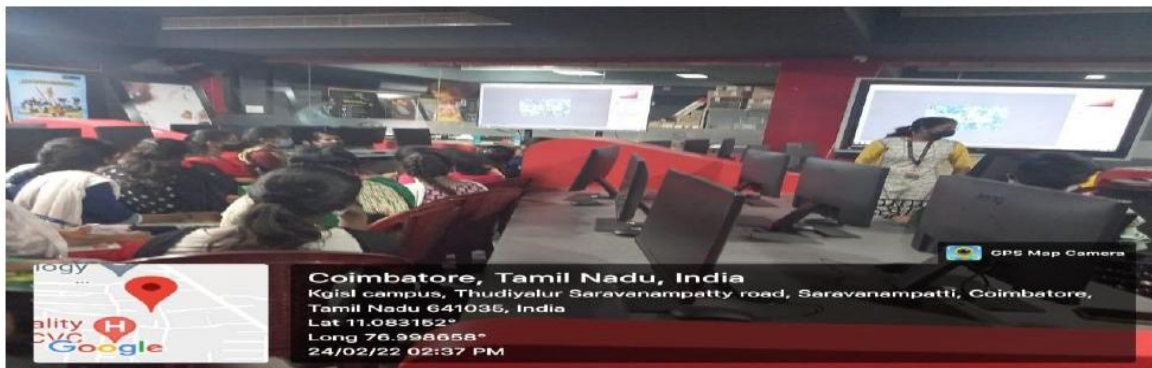 GPS Map Camera
logy
ality
CVC
H
Google
Coimbatore, Tamil Nadu, India
Kgisl campus, Thudiyalur Saravanampatty road, Saravanampatti, Coimbatore,
Tamil Nadu 641035, India
Lat 11.083152°
Long 76.998658°
24/02/22 02:37 PM